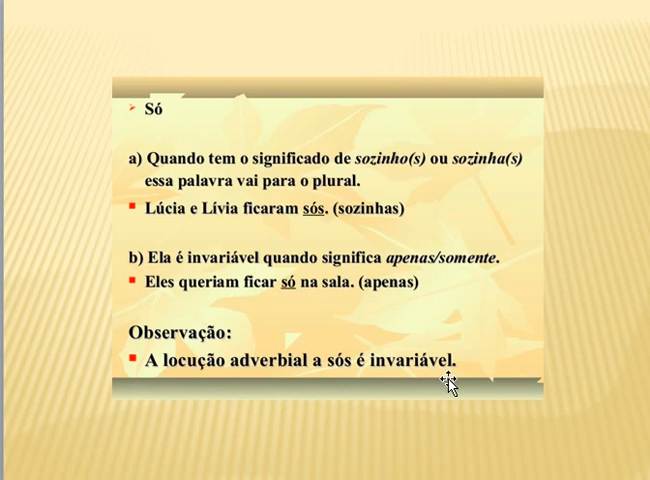 Só
a) Quando tem o significado de sozinho(s) ou sozinha(s)
essa palavra vai para o plural.
Lúcia e Lívia ficaram sós. (sozinhas)
b) Ela é invariável quando significa apenas/somente.
Eles queriam ficar só na sala. (apenas)
Observação:
A locução adverbial a sós é invariável.